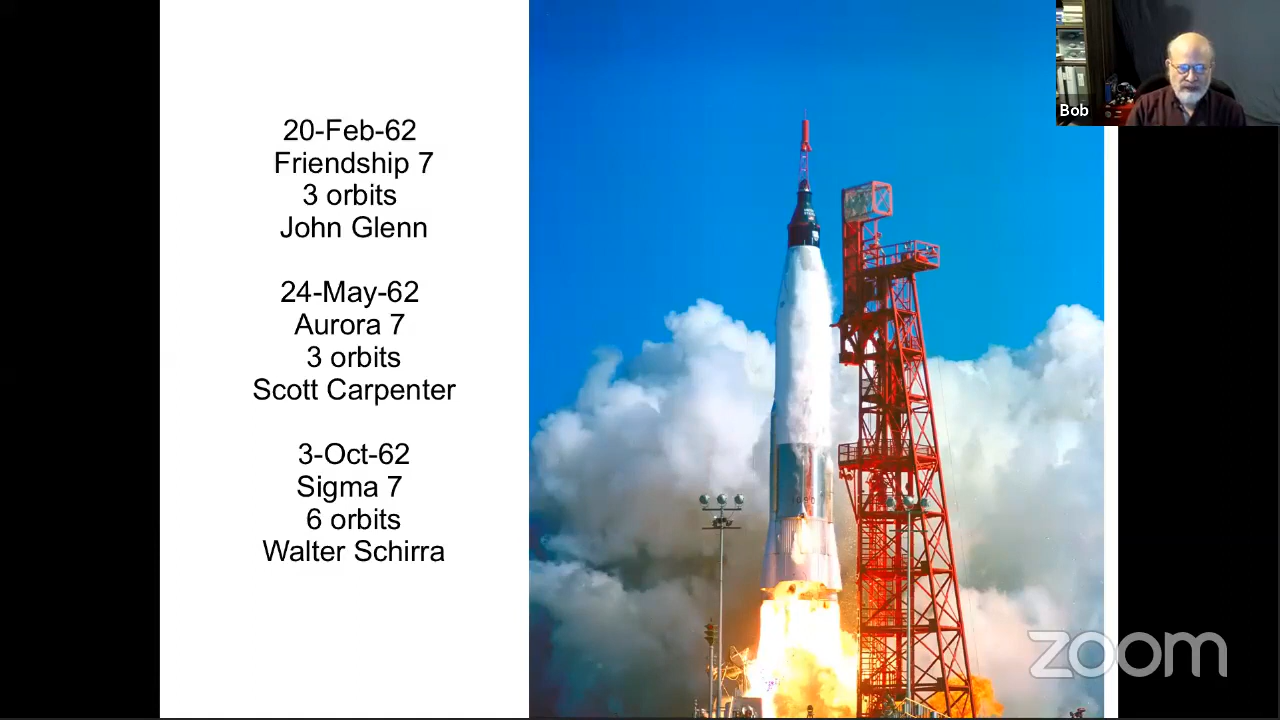 20-Feb-62
Friendship 7
3 orbits
John Glenn
24-May-62
Aurora 7
3 orbits
Scott Carpenter
3-Oct-62
Sigma 7
6 orbits
Walter Schirra
Bob
zoom